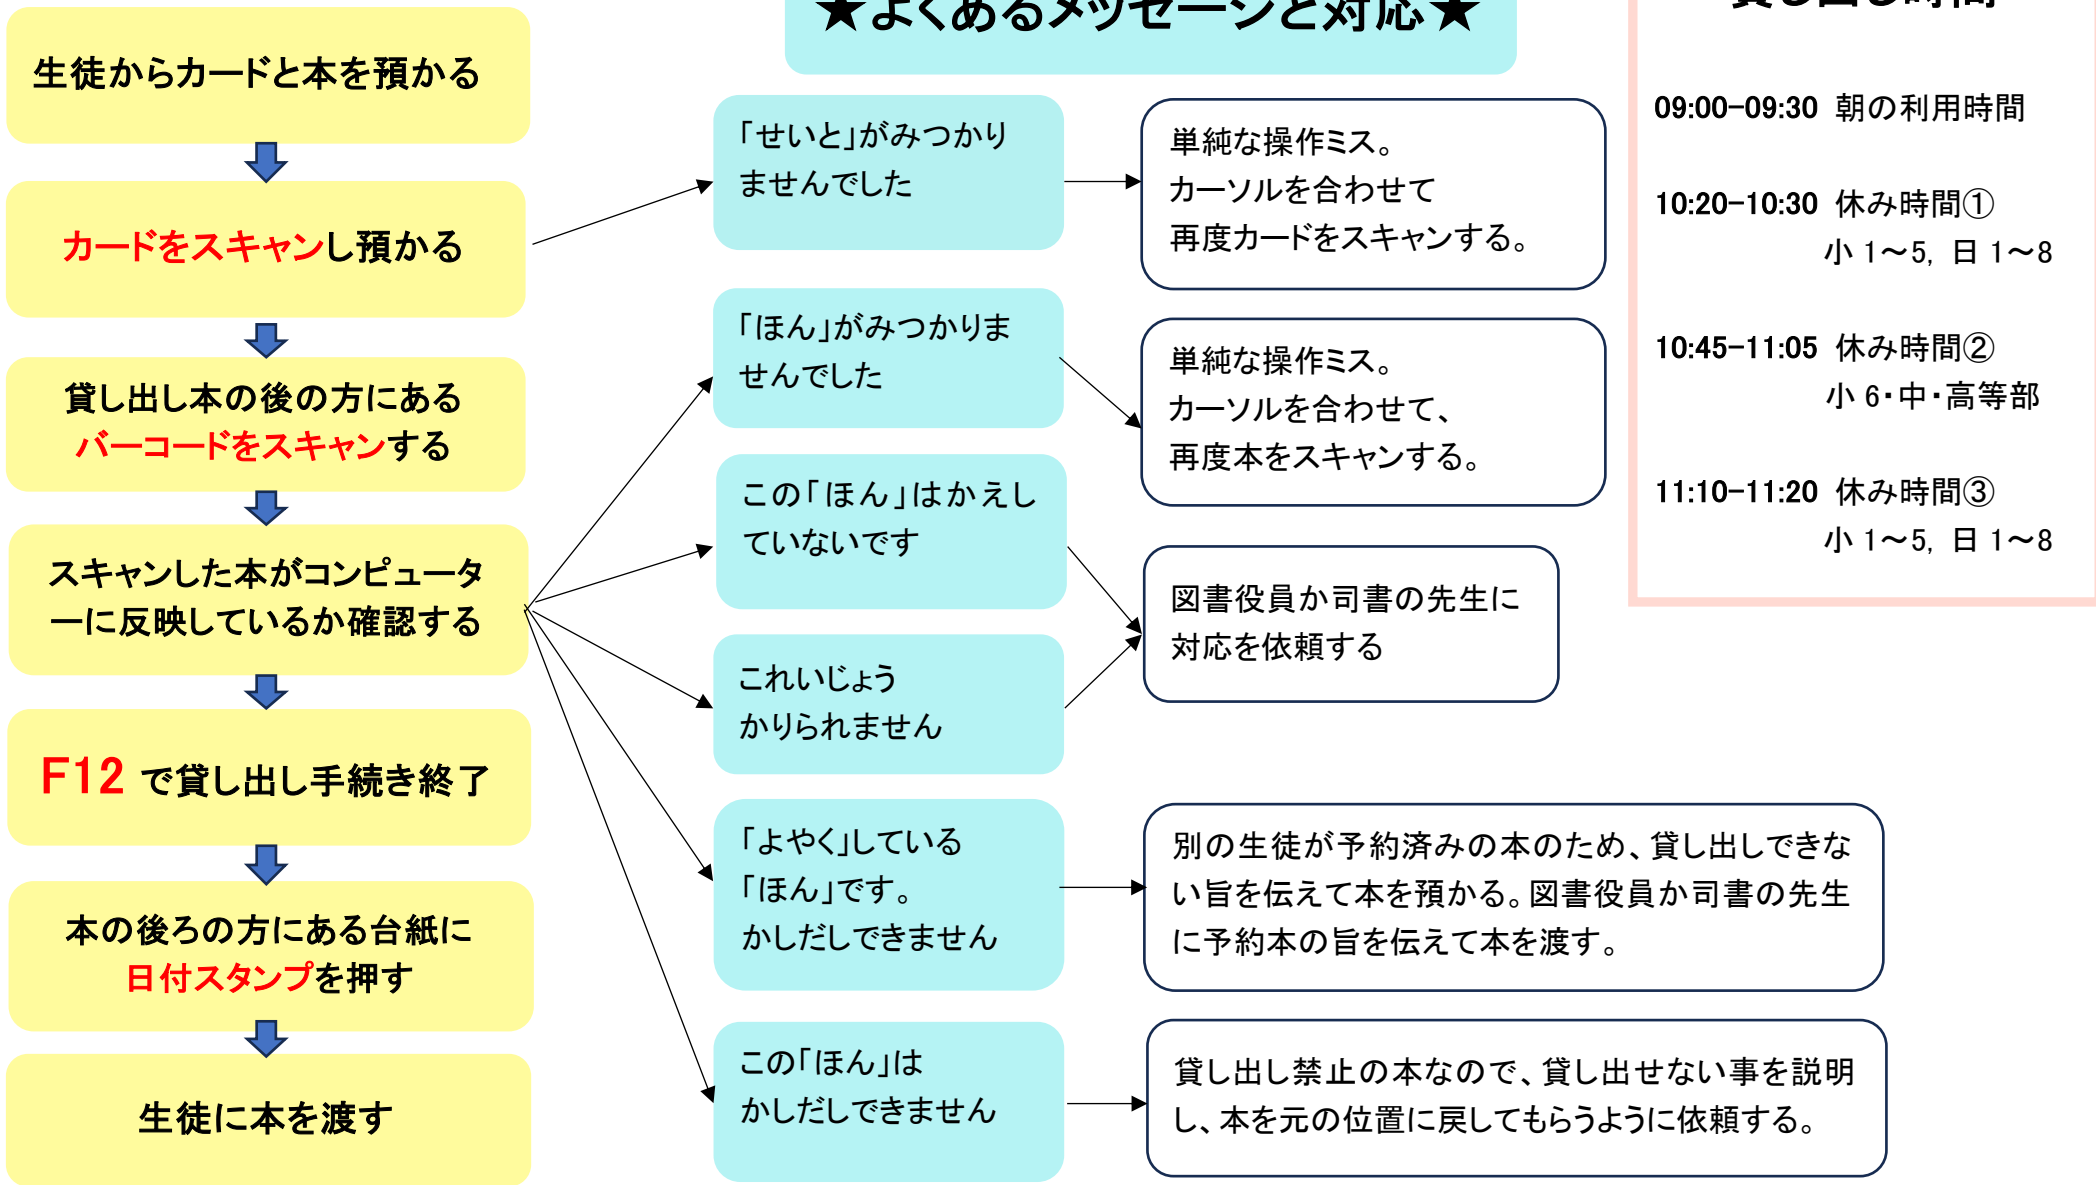 生徒からカードと本を預かる
カードをスキャンし預かる
貸し出し本の後の方にある
バーコードをスキャンする
スキャンした本がコンピュータ
ーに反映しているか確認する
F12 で貸し出し手続き終了
本の後ろの方にある台紙に
日付スタンプを押す
生徒に本を渡す
★よくあるメッセージと対応★
「せいと」がみつかり
ませんでした
単純な操作ミス。
カーソルを合わせて
再度カードをスキャンする。
「ほん」がみつかりま
せんでした
単純な操作ミス。
カーソルを合わせて、
再度本をスキャンする。
この「ほん」はかえし
ていないです
これいじょう
かりられません
図書役員か司書の先生に
対応を依頼する
「よやく」している
「ほん」です。
かしだしできません
別の生徒が予約済みの本のため、貸し出しできな
い旨を伝えて本を預かる。図書役員か司書の先生
に予約本の旨を伝えて本を渡す。
この「ほん」は
かしだしできません
貸し出し禁止の本なので、貸し出せない事を説明
し、本を元の位置に戻してもらうように依頼する。
貸し出し時間
09:00-09:30 朝の利用時間
10:20-10:30 休み時間①
小 1～5, 日 1～8
10:45-11:05 休み時間②
小 6・中・高等部
11:10-11:20 休み時間③
小 1～5, 日 1～8